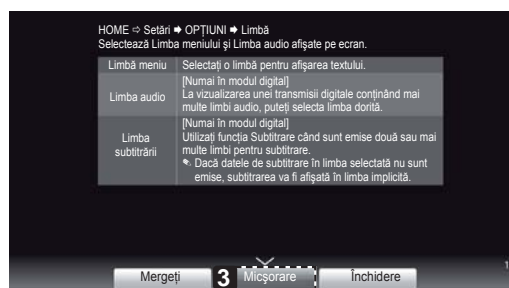 HOME ⇨ Setări ➡ OPŢIUNI ➡ Limbă
Selectează Limba meniului şi Limba audio afişate pe ecran.
Limbă meniu Selectaţi o limbă pentru afişarea textului.
Limba audio
[Numai în modul digital]
La vizualizarea unei transmisii digitale conţinând mai
multe limbi audio, puteţi selecta limba dorită.
Limba
subtitrării
[Numai în modul digital]
Utilizaţi funcţia Subtitrare când sunt emise două sau mai
multe limbi pentru subtitrare.
✎ Dacă datele de subtitrare în limba selectată nu sunt
emise, subtitrarea va fi afişată în limba implicită.
1
Mergeţi 3 Micşorare Închidere